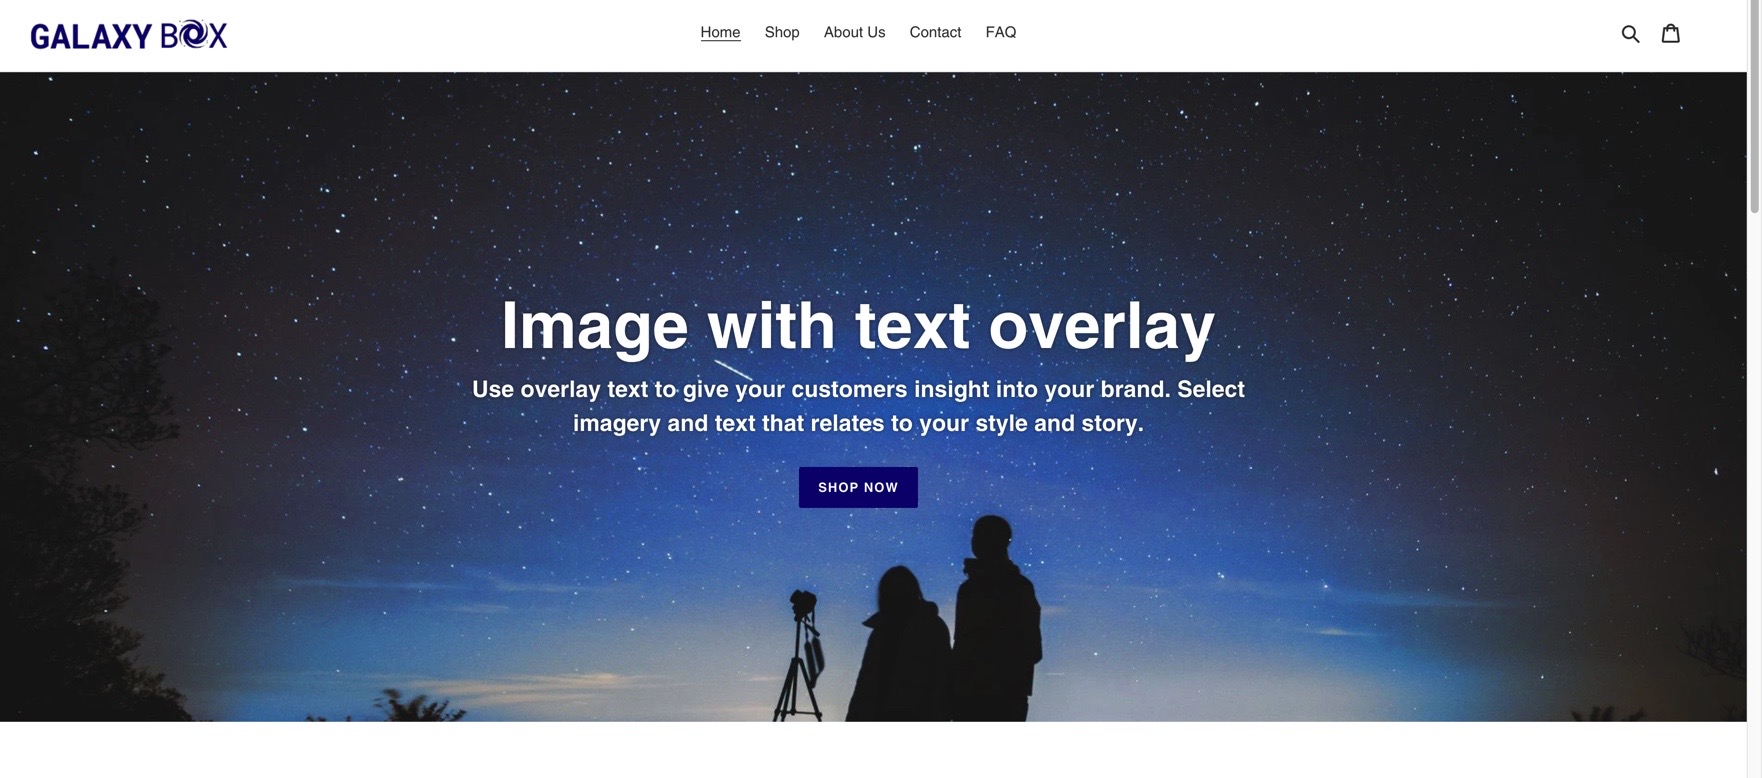 GALAXY BOX
Home Shop About Us Contact FAQ
Image with text overlay
Use overlay text to give your customers insight into your brand. Select
imagery and text that relates to your style and story.
SHOP NOW